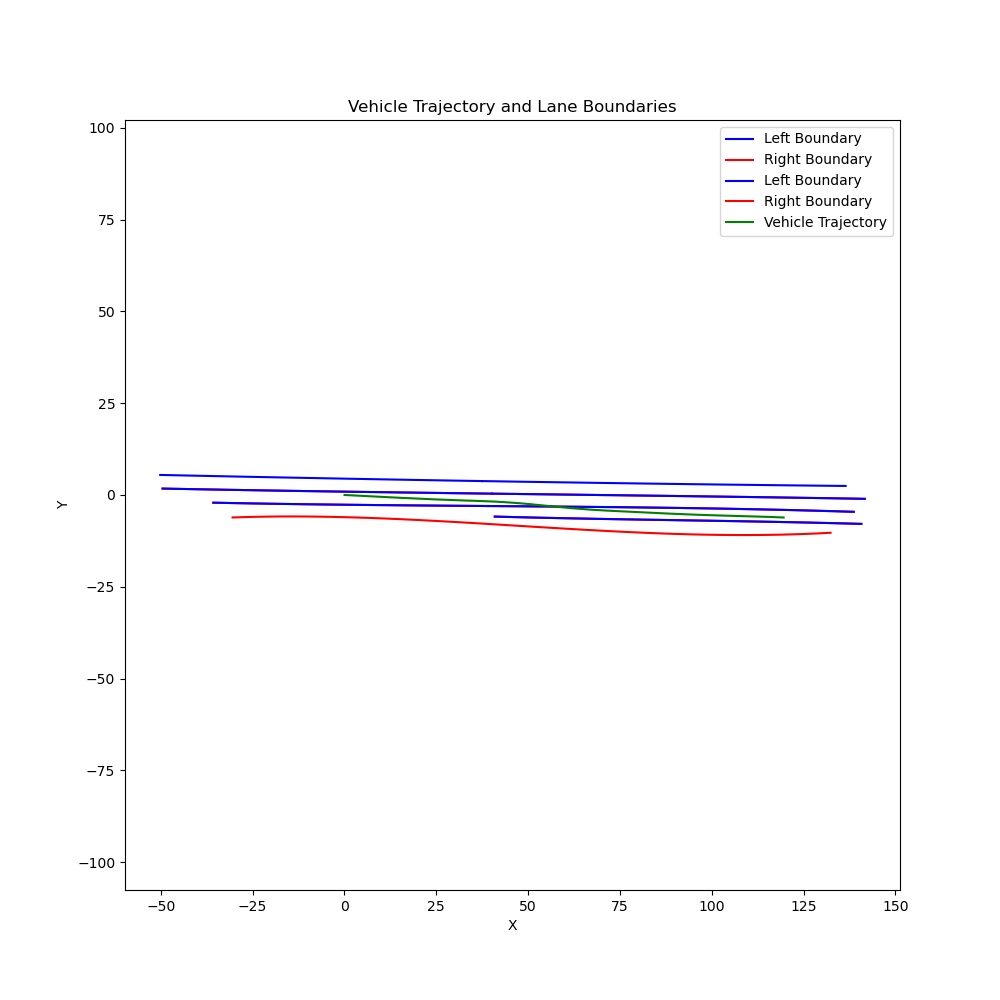 Vehicle Trajectory and Lane Boundaries
Left Boundary
Right Boundary
Left Boundary
Right Boundary
Vehicle Trajectory
100
75
50
25
0
−25
−50
−75
−100
Y
−50 −25 0 25 50 75 100 125 150
X